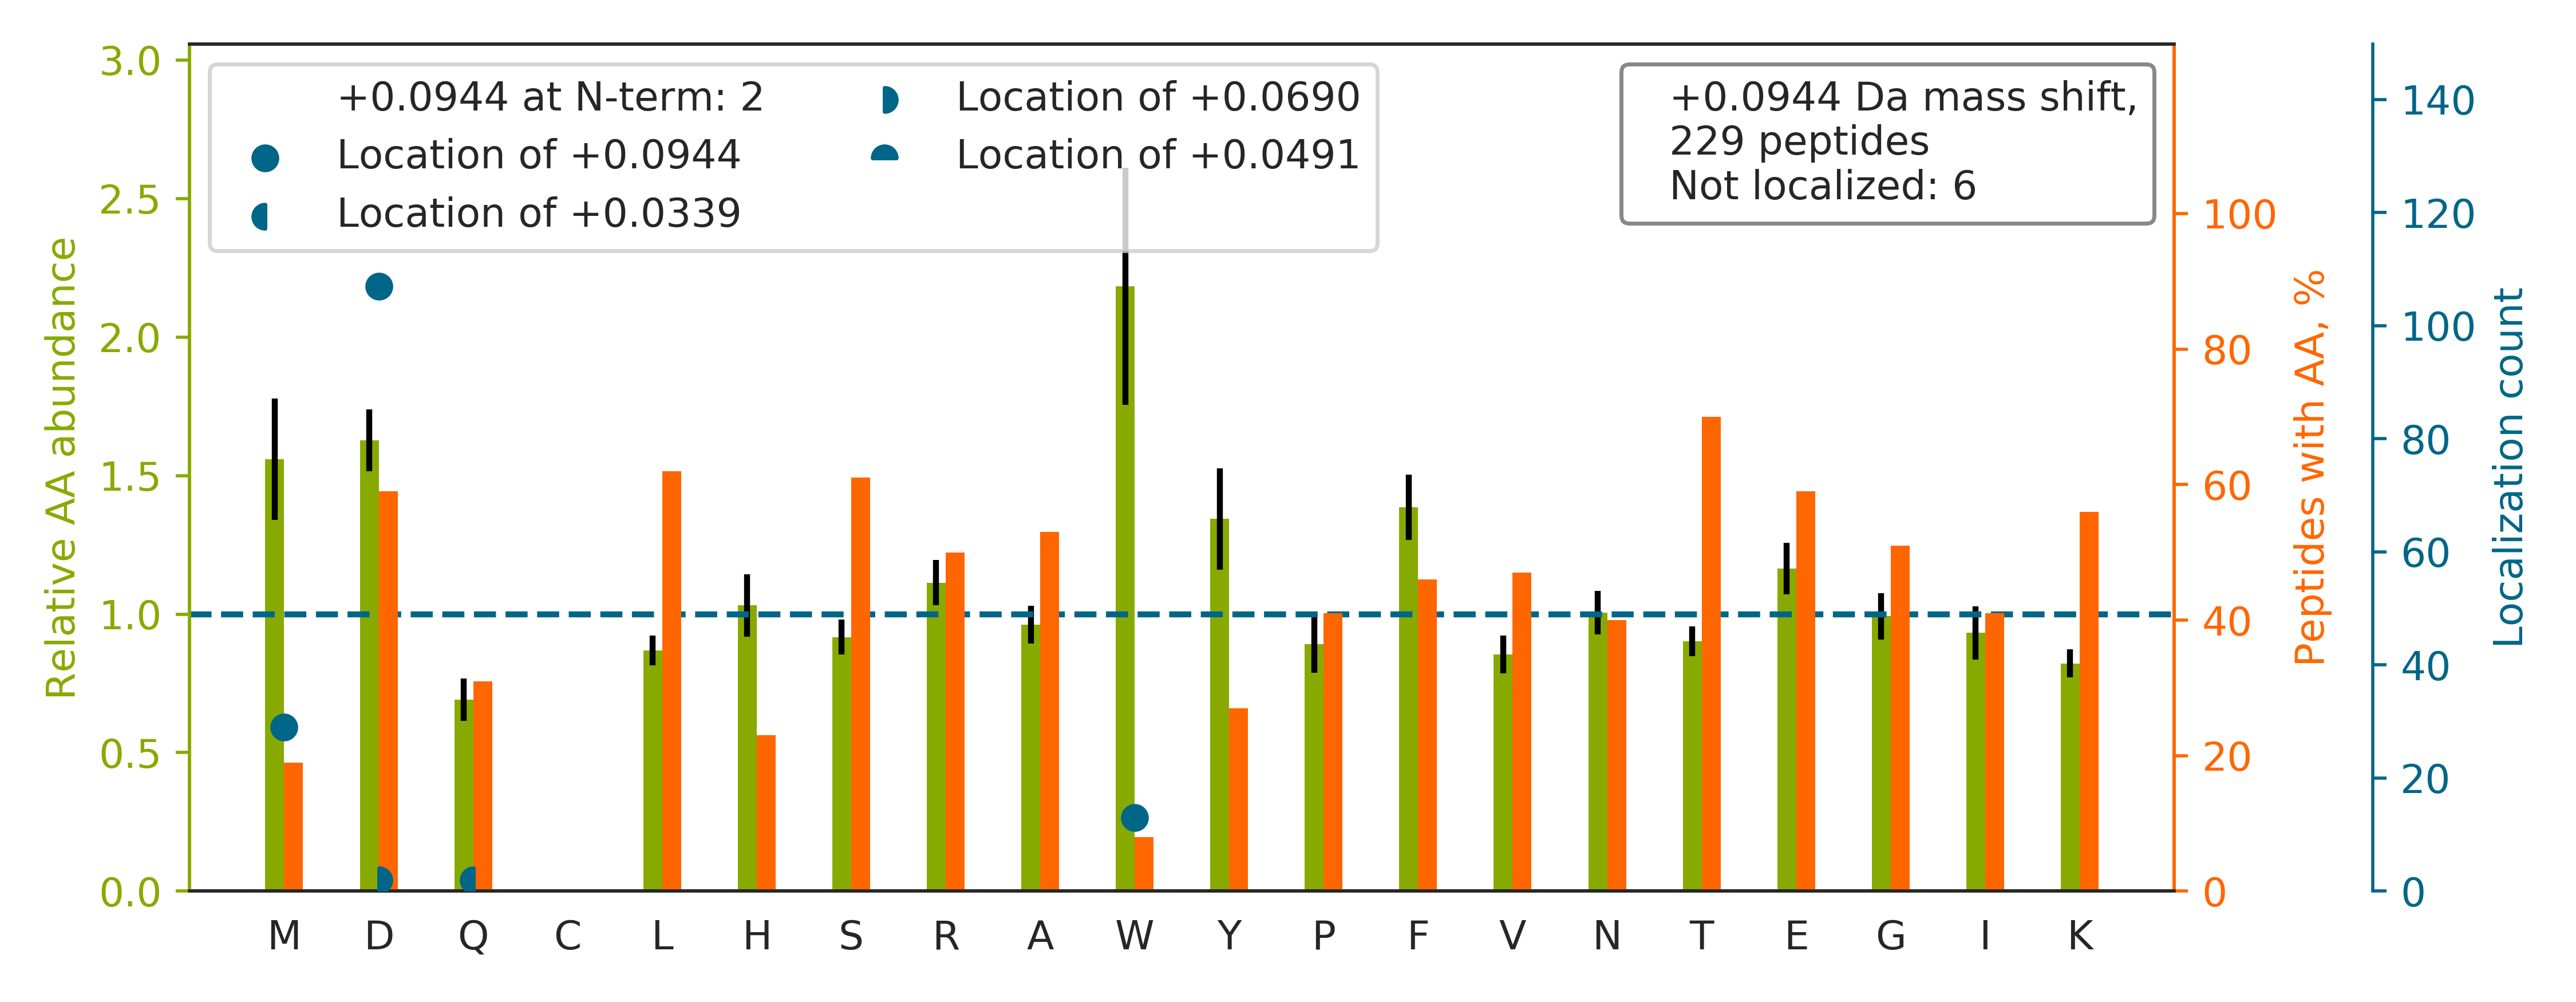 +0.0944 at N-term: 2
Location of +0.0944
Location of +0.0339
Location of +0.0690
Location of +0.0491
+0.0944 Da mass shift,
229 peptides
Not localized: 6
Relative AA abundance
3.0
2.5
2.0
1.5
1.0
0.5
0.0
Peptides with AA, %
100
80
60
40
20
0
Localization count
140
120
100
80
60
40
20
0
M D Q C L H S R A W Y P F V N T E G I K